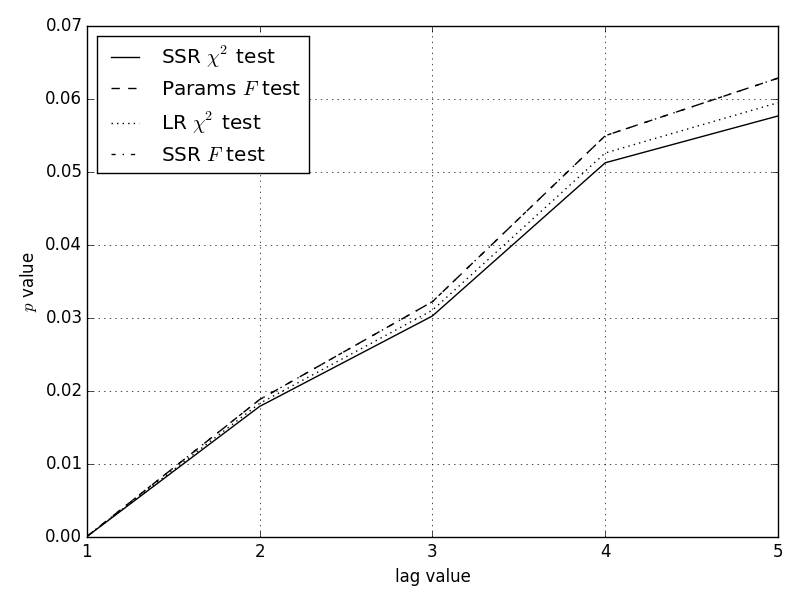 0.07
0.06
0.05
0.04
0.03
0.02
0.01
0.00
p value
SSR χ² test
Params F test
LR χ² test
SSR F test
1 2 3 4 5
lag value